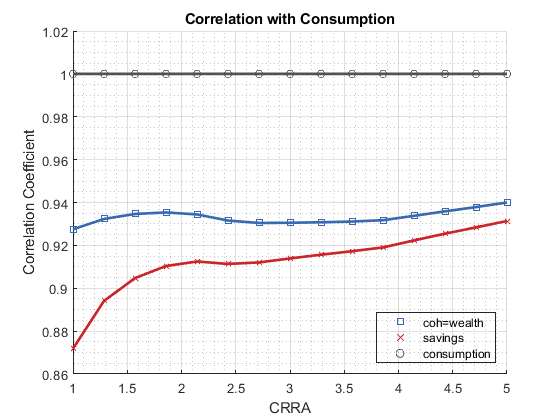 Correlation with Consumption
1.02
1
0.98
0.96
0.94
0.92
0.9
0.88
0.86
Correlation Coefficient
1 1.5 2 2.5 3 3.5 4 4.5 5
CRRA
coh=wealth
savings
consumption